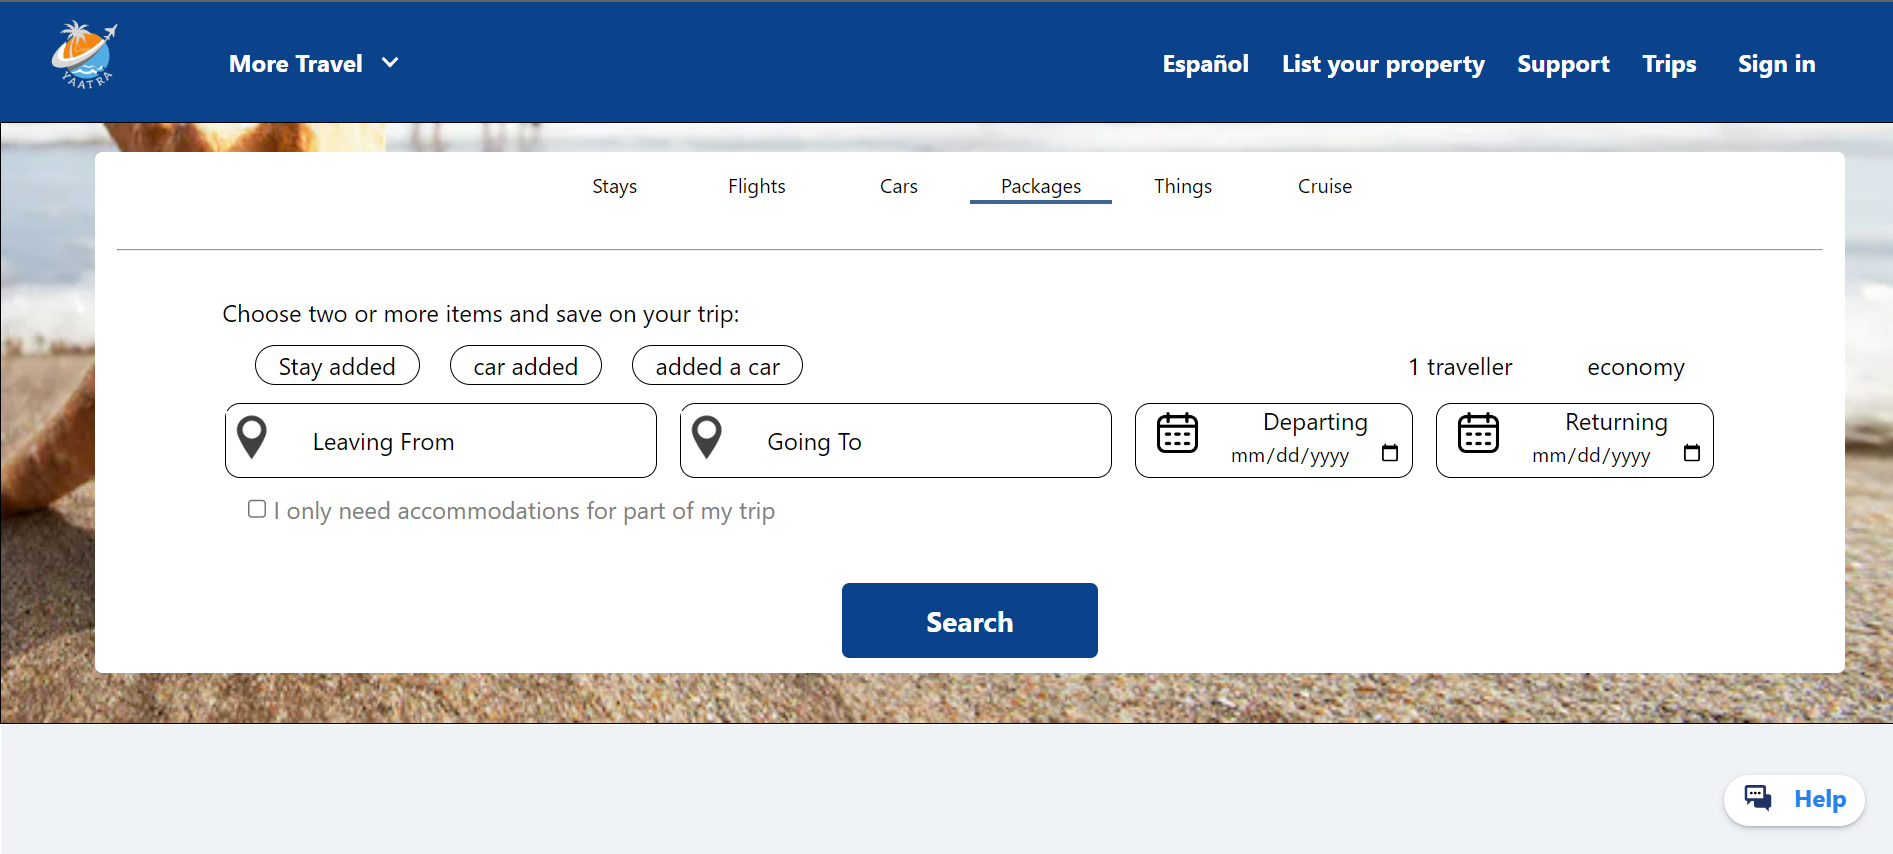 YAATRA
More Travel
Español List your property Support Trips Sign in
Stays Flights Cars Packages Things Cruise
Choose two or more items and save on your trip:
Stay added car added added a car 1 traveller economy
Leaving From Going To Departing mm/dd/yyyy Returning mm/dd/yyyy
I only need accommodations for part of my trip
Search
Help